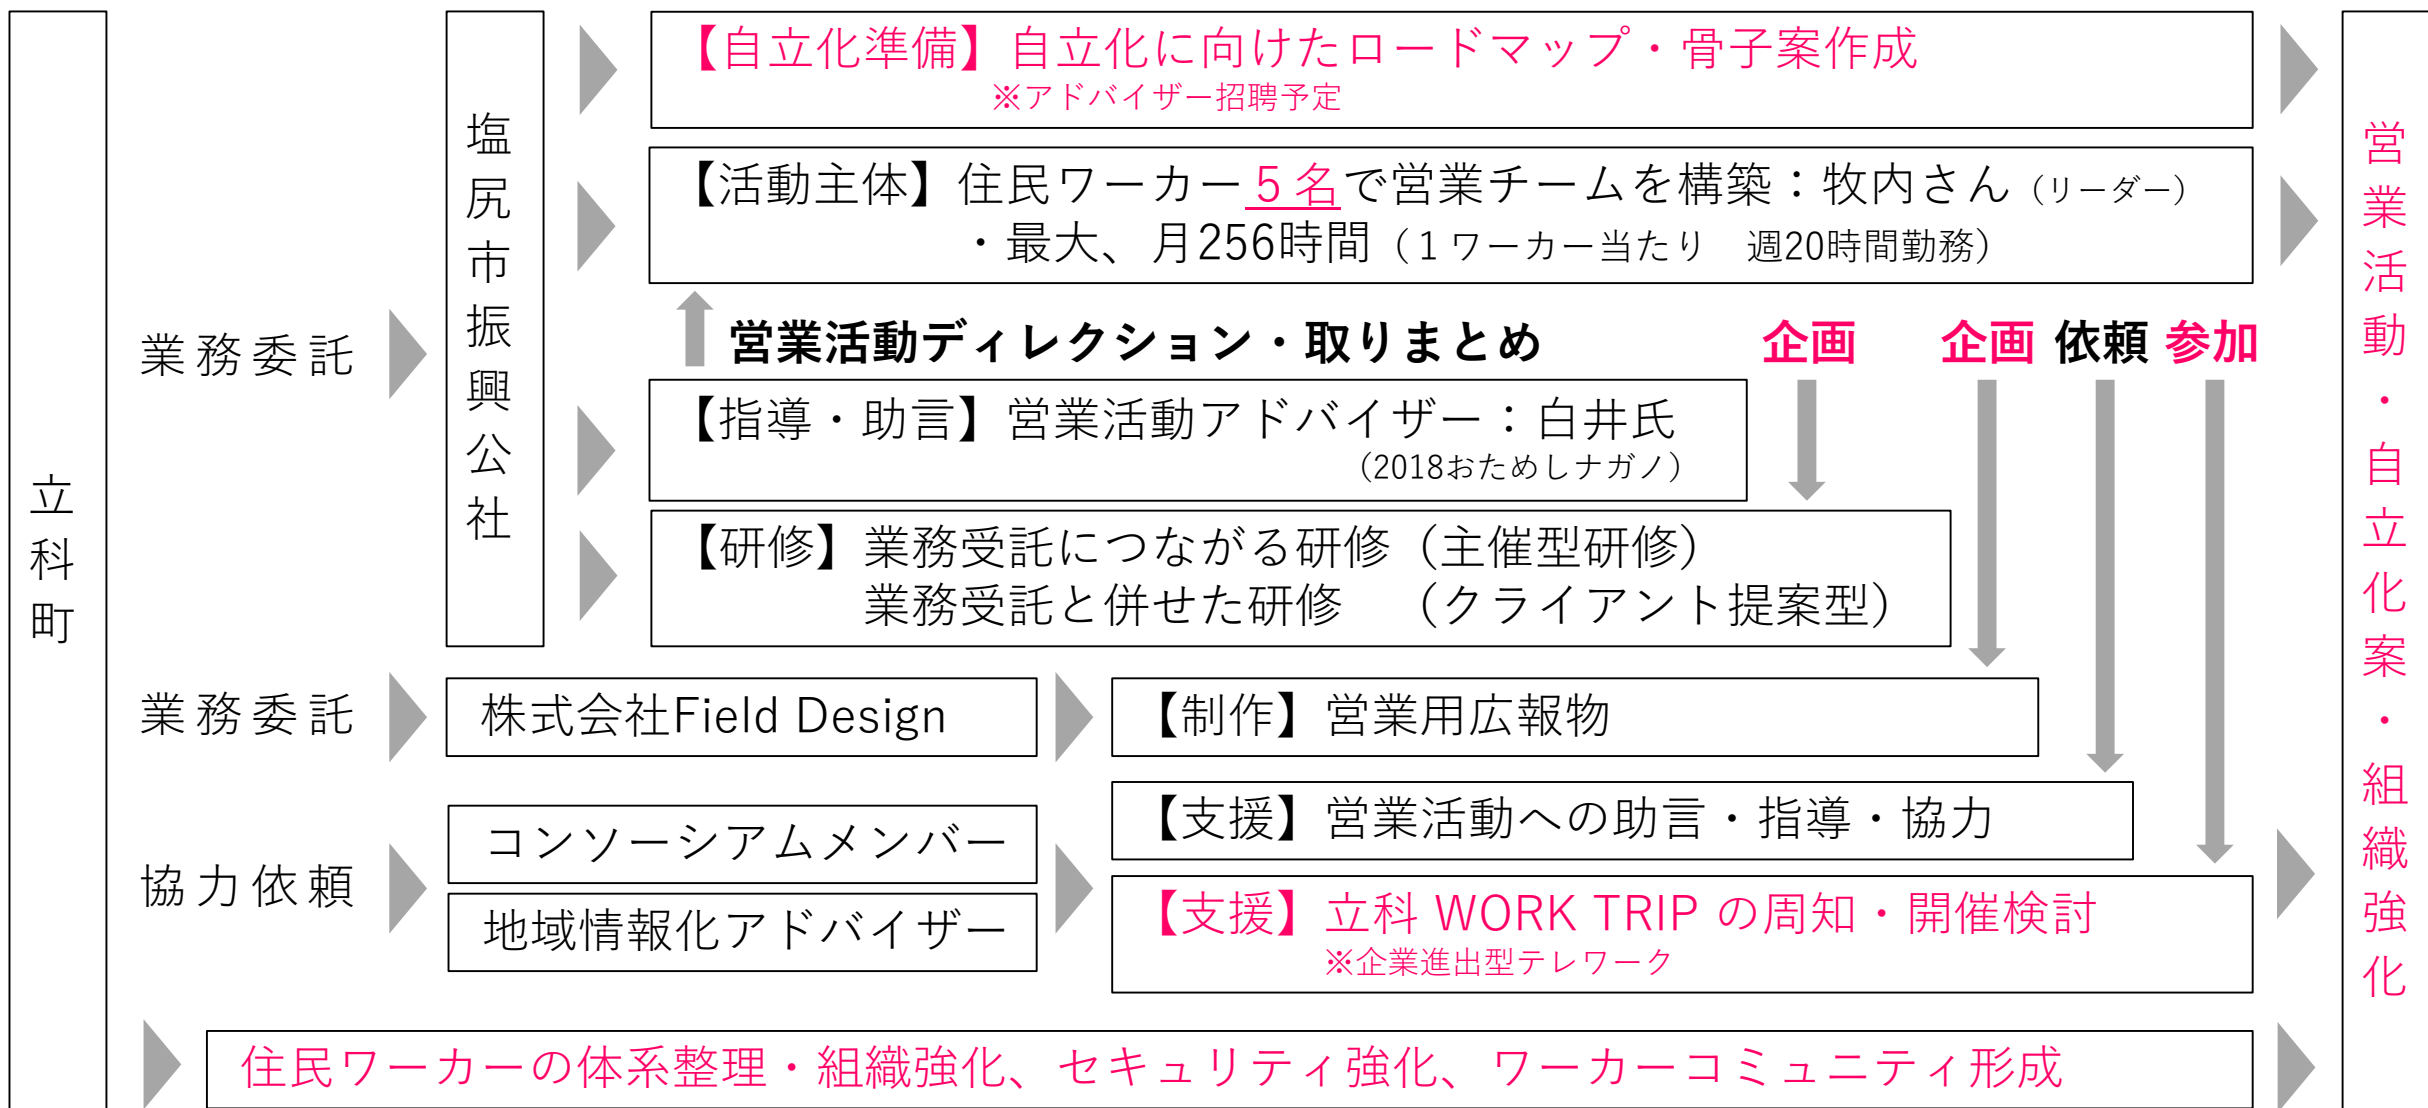 立科町
業務委託
塩尻市振興公社
【自立化準備】自立化に向けたロードマップ・骨子案作成
※アドバイザー招聘予定
【活動主体】住民ワーカー５名で営業チームを構築：牧内さん（リーダー）
・最大、月256時間（１ワーカー当たり　週20時間勤務）
営業活動ディレクション・取りまとめ
企画
企画
依頼
参加
【指導・助言】営業活動アドバイザー：白井氏
（2018おためしナガノ）
【研修】業務受託につながる研修（主催型研修）
業務受託と併せた研修　（クライアント提案型）
業務委託
株式会社Field Design
【制作】営業用広報物
協力依頼
コンソーシアムメンバー
地域情報化アドバイザー
【支援】営業活動への助言・指導・協力
【支援】立科 WORK TRIP の周知・開催検討
※企業進出型テレワーク
住民ワーカーの体系整理・組織強化、セキュリティ強化、ワーカーコミュニティ形成
営業活動・自立化案・組織強化